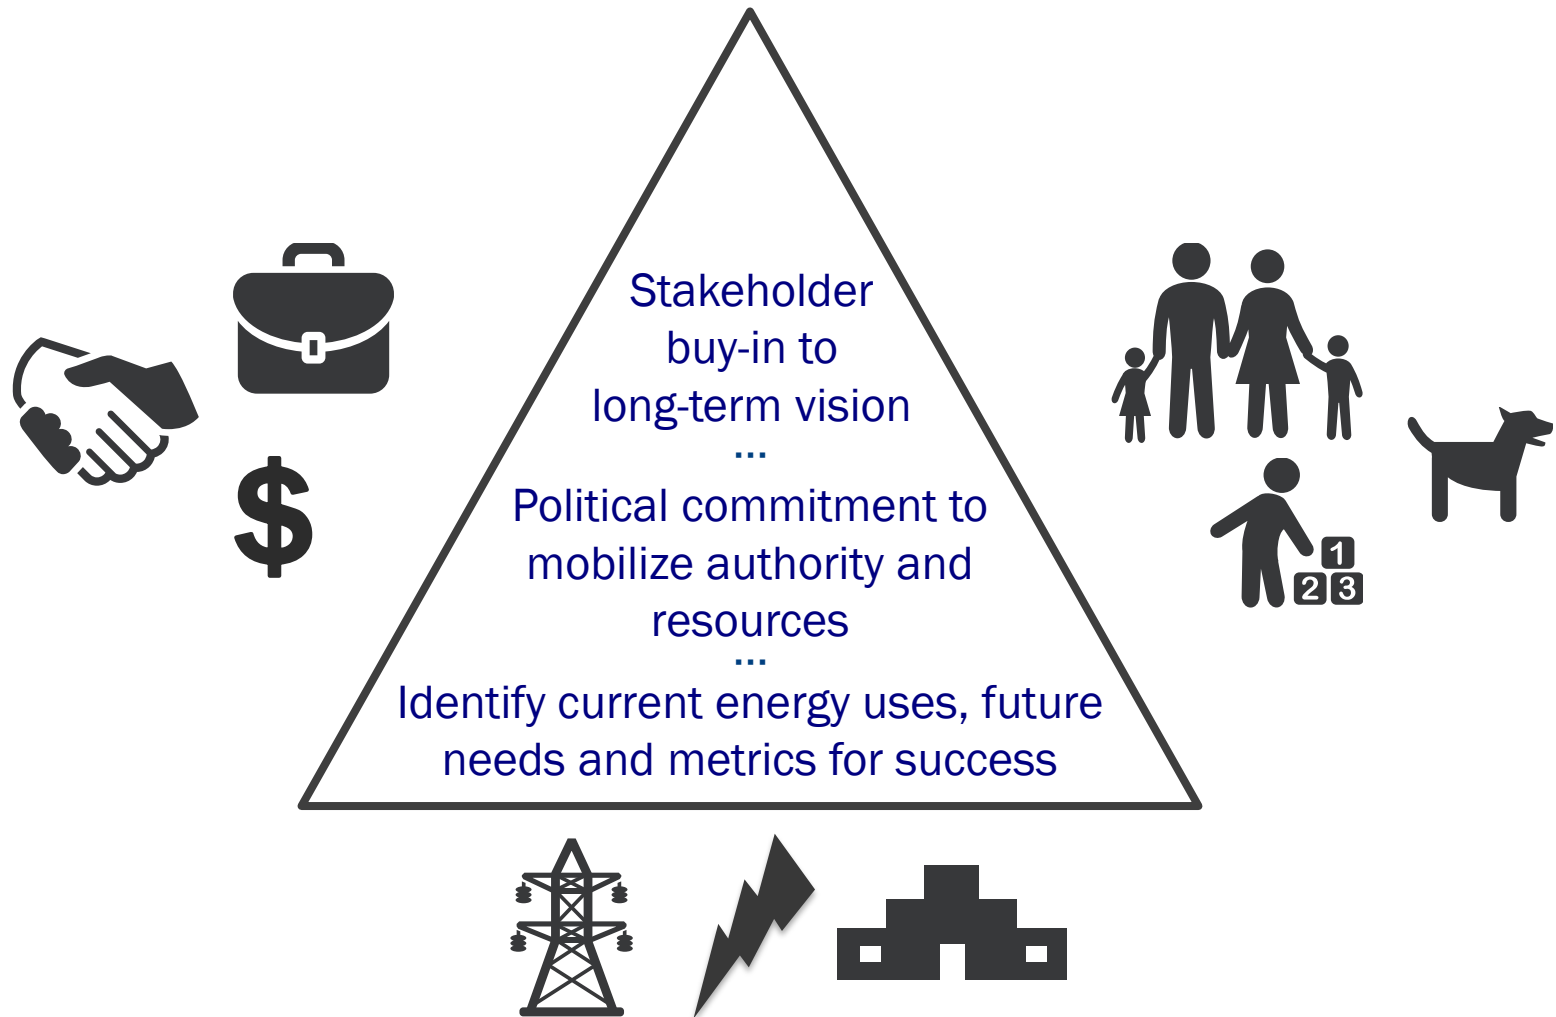 Stakeholder
buy-in to
long-term vision
...
Political commitment to
mobilize authority and
resources
...
Identify current energy uses, future
needs and metrics for success
$
1
2 3